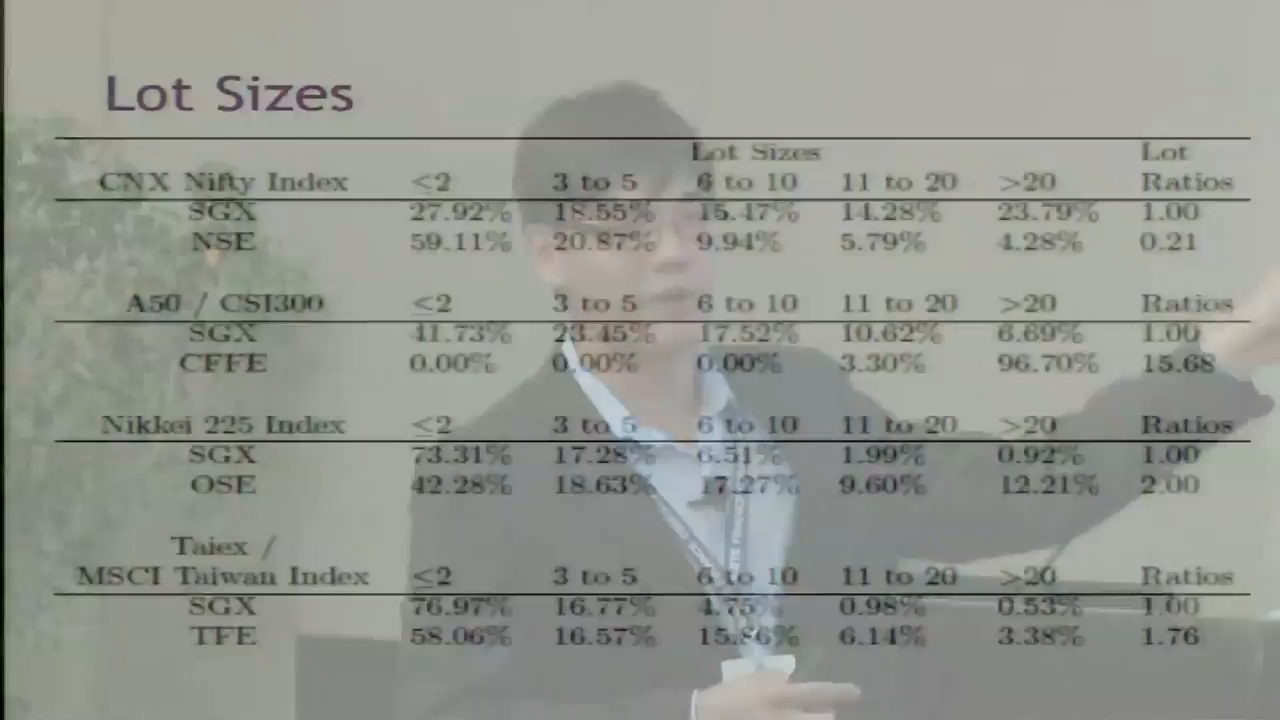 Lot Sizes
Lot Sizes Lot
CNX Nifty Index ≤2 3 to 5 6 to 10 11 to 20 >20 Ratios
SGX 27.92% 18.55% 15.47% 14.28% 23.79% 1.00
NSE 59.11% 20.87% 9.94% 5.79% 4.28% 0.21
A50 / CSI300 ≤2 3 to 5 6 to 10 11 to 20 >20 Ratios
SGX 41.73% 23.45% 17.52% 10.62% 6.69% 1.00
CFFE 0.00% 0.00% 0.00% 3.30% 96.70% 15.68
Nikkei 225 Index ≤2 3 to 5 6 to 10 11 to 20 >20 Ratios
SGX 73.31% 17.28% 6.51% 1.99% 0.92% 1.00
OSE 42.28% 18.63% 17.27% 9.60% 12.21% 2.00
Taiex /
MSCI Taiwan Index ≤2 3 to 5 6 to 10 11 to 20 >20 Ratios
SGX 76.97% 16.77% 4.75% 0.98% 0.53% 1.00
TFE 58.06% 16.57% 15.86% 6.14% 3.38% 1.76